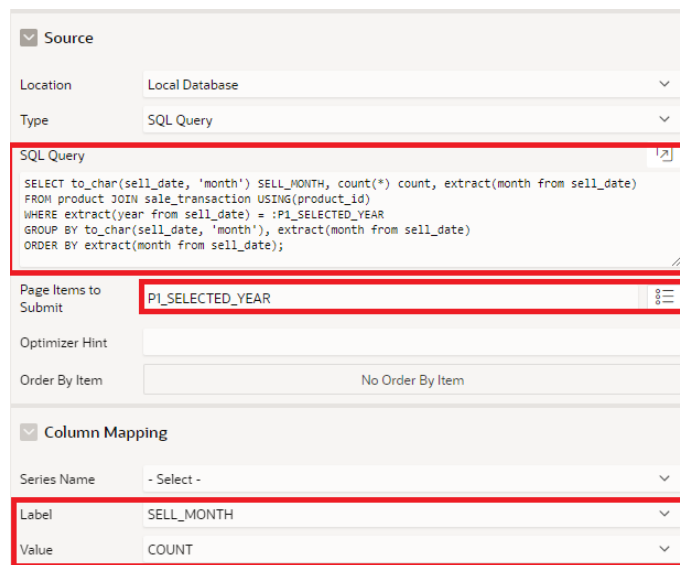 Source
Location Local Database
Type SQL Query
SQL Query
SELECT to_char(sell_date, 'month') SELL_MONTH, count(*) count, extract(month from sell_date)
FROM product JOIN sale_transaction USING(product_id)
WHERE extract(year from sell_date) = :P1_SELECTED_YEAR
GROUP BY to_char(sell_date, 'month'), extract(month from sell_date)
ORDER BY extract(month from sell_date);
Page Items to
Submit
P1_SELECTED_YEAR
Optimizer Hint
Order By Item No Order By Item
Column Mapping
Series Name - Select -
Label SELL_MONTH
Value COUNT